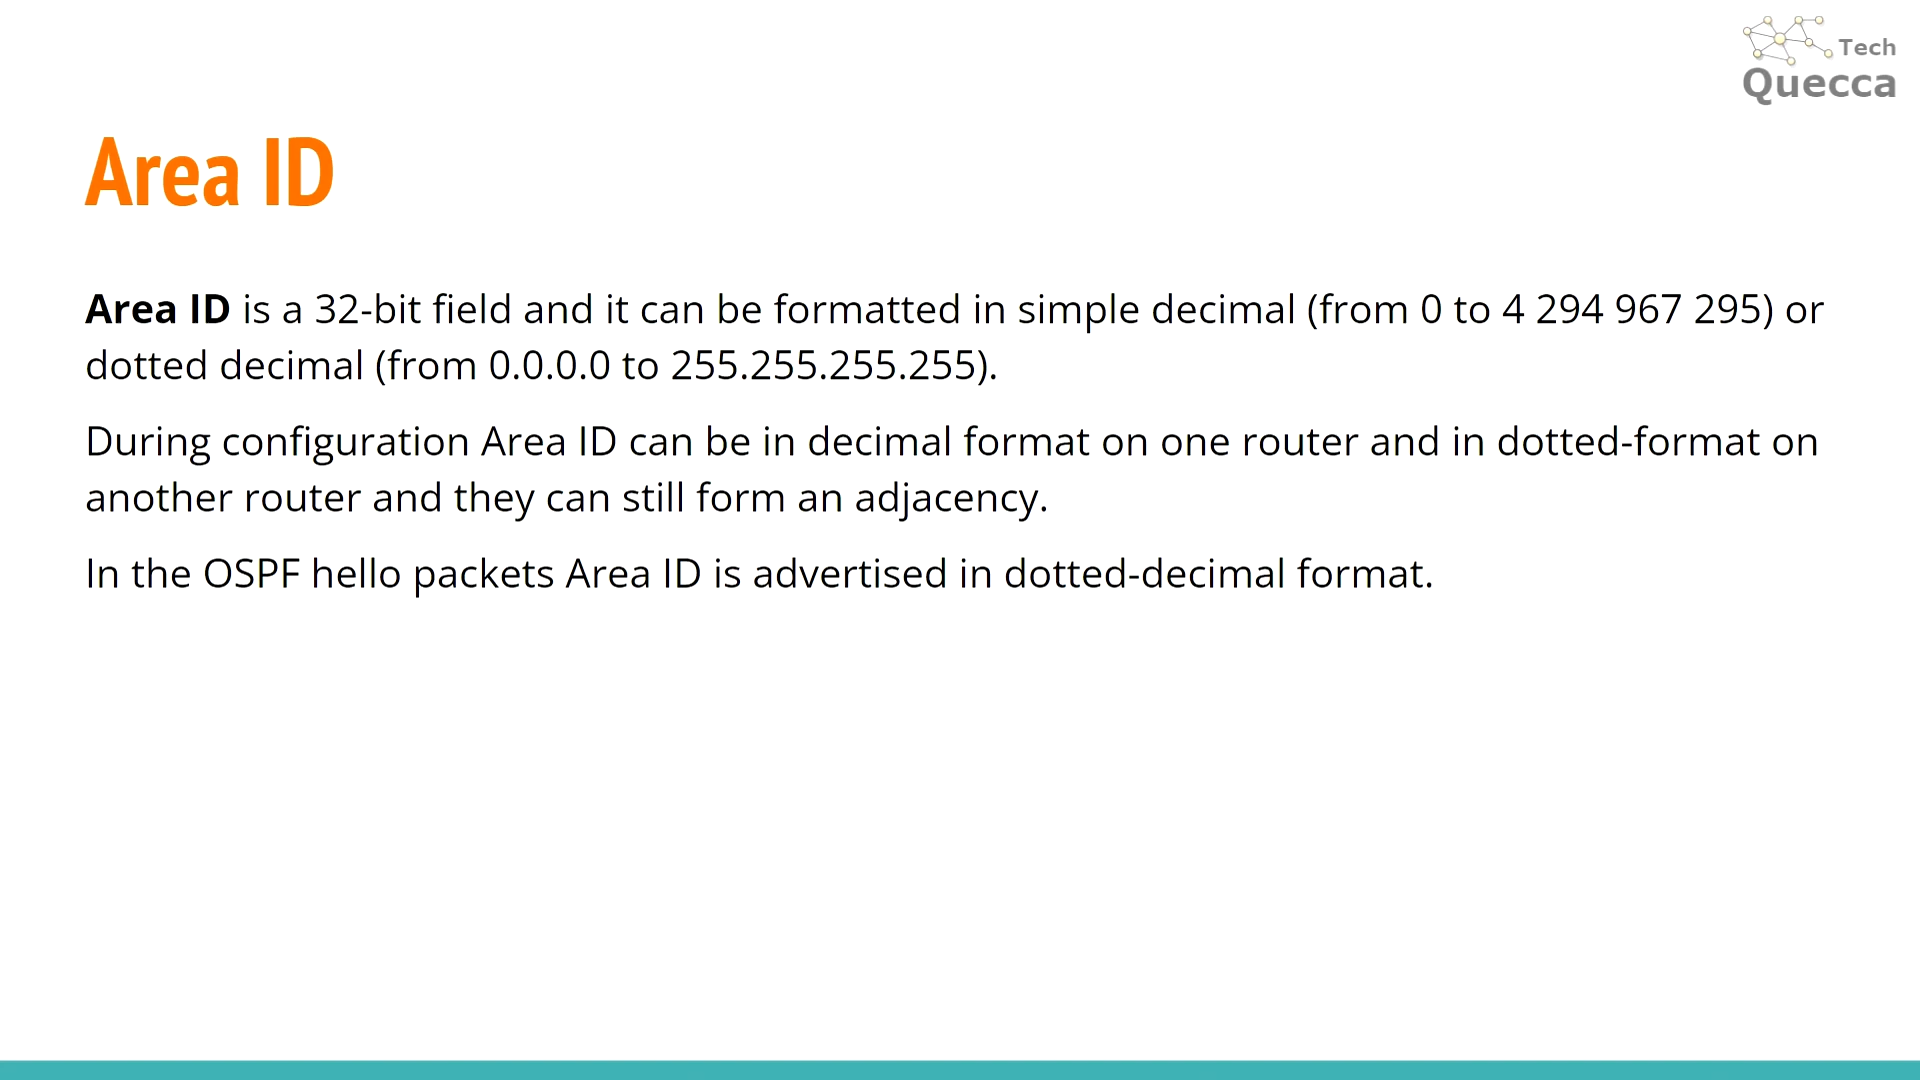 Tech
Quecca
Area ID
Area ID is a 32-bit field and it can be formatted in simple decimal (from 0 to 4 294 967 295) or
dotted decimal (from 0.0.0.0 to 255.255.255.255).
During configuration Area ID can be in decimal format on one router and in dotted-format on
another router and they can still form an adjacency.
In the OSPF hello packets Area ID is advertised in dotted-decimal format.